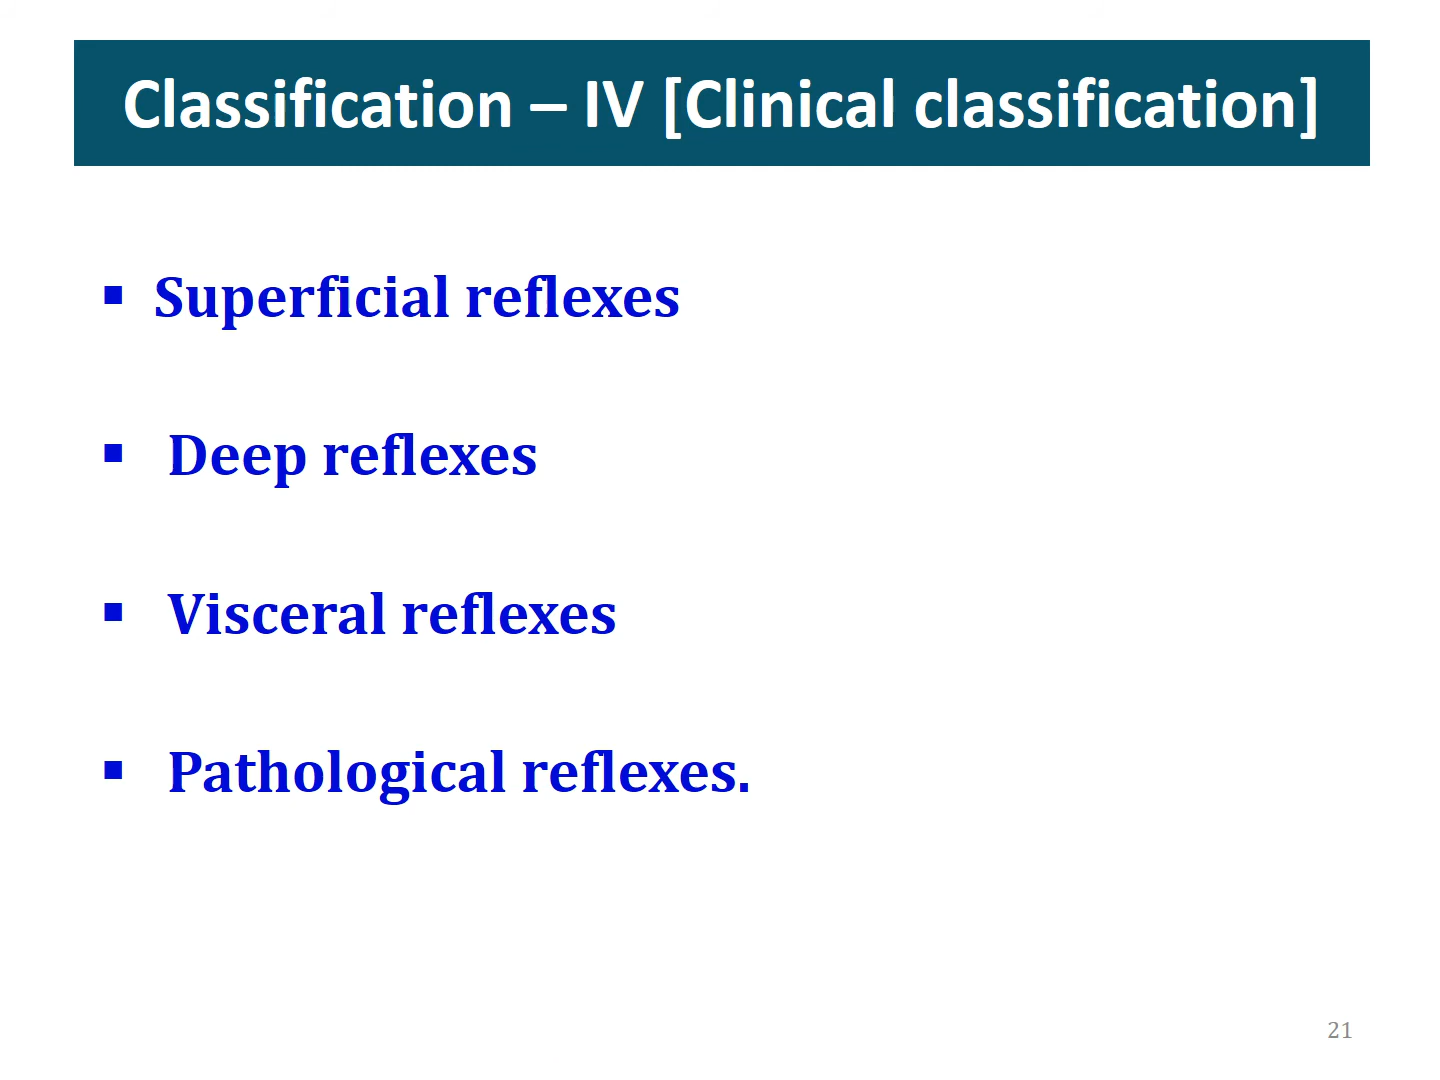 Classification – IV [Clinical classification]
▪ Superficial reflexes
▪ Deep reflexes
▪ Visceral reflexes
▪ Pathological reflexes.
21